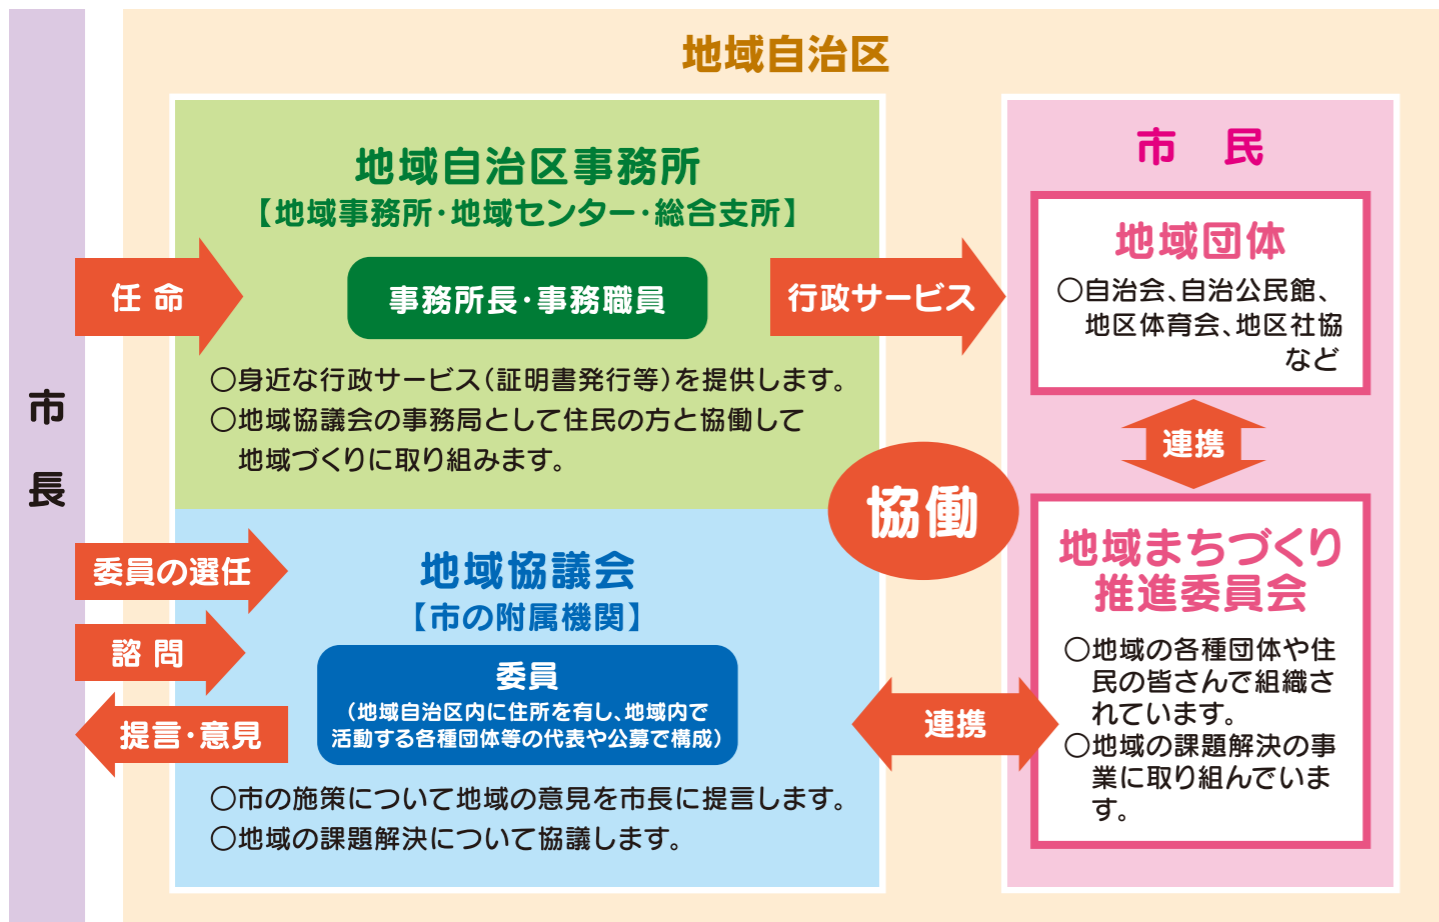 地域自治区
市長
地域自治区事務所
【地域事務所・地域センター・総合支所】
任命
事務所長・事務職員
行政サービス
○身近な行政サービス（証明書発行等）を提供します。
○地域協議会の事務局として住民の方と協働して
地域づくりに取り組みます。
協働
委員の選任
諮問
提言・意見
地域協議会
【市の附属機関】
委員
（地域自治区内に住所を有し、地域内で
活動する各種団体等の代表や公募で構成）
○市の施策について地域の意見を市長に提言します。
○地域の課題解決について協議します。
連携
市民
地域団体
○自治会、自治公民館、
地区体育会、地区社協
など
連携
地域まちづくり
推進委員会
○地域の各種団体や住
民の皆さんで組織さ
れています。
○地域の課題解決の事
業に取り組んでいま
す。